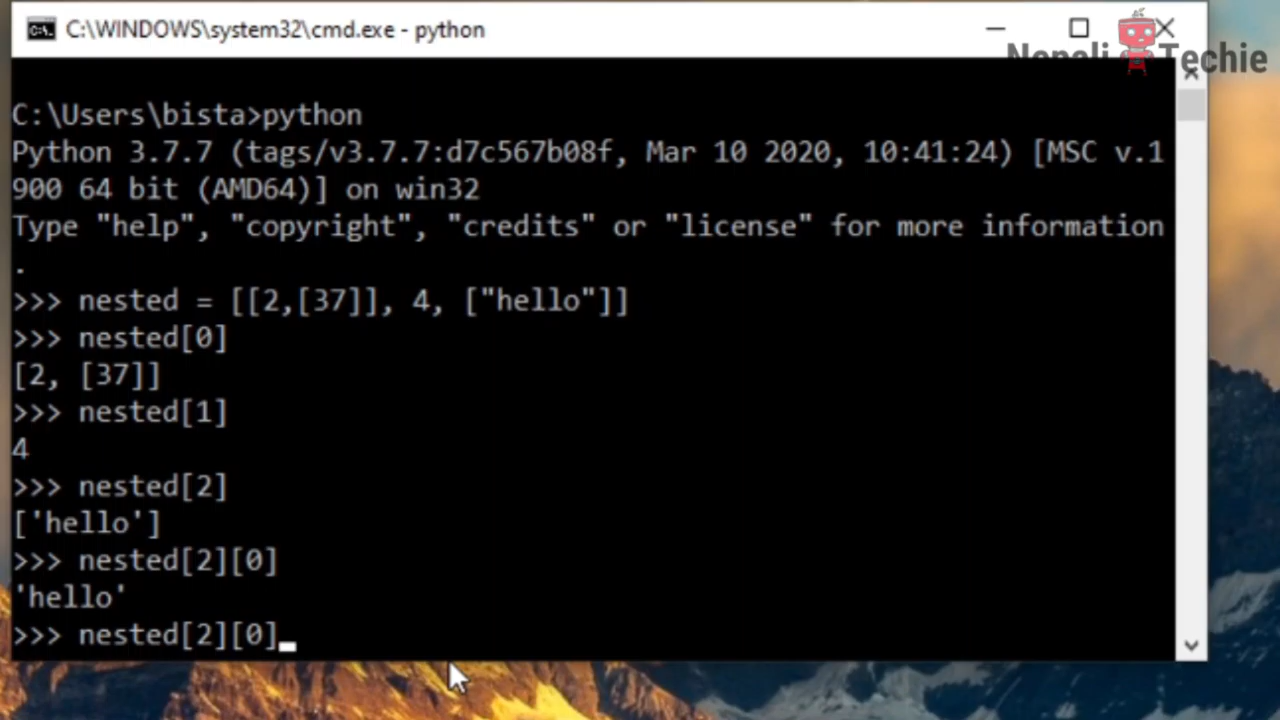 C:\WINDOWS\system32\cmd.exe - python
Nepali Techie
C:\Users\bista>python
Python 3.7.7 (tags/v3.7.7:d7c567b08f, Mar 10 2020, 10:41:24) [MSC v.1
900 64 bit (AMD64)] on win32
Type "help", "copyright", "credits" or "license" for more information
.
>>> nested = [[2,[37]], 4, ["hello"]]
>>> nested[0]
[2, [37]]
>>> nested[1]
4
>>> nested[2]
['hello']
>>> nested[2][0]
'hello'
>>> nested[2][0]